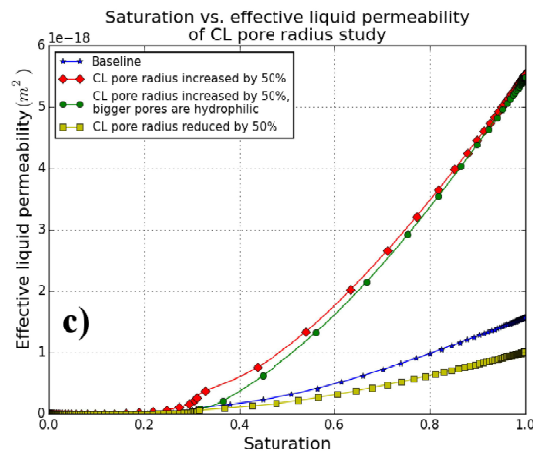 Saturation vs. effective liquid permeability
of CL pore radius study
6 1e−18
Baseline
CL pore radius increased by 50%
CL pore radius increased by 50%,
bigger pores are hydrophilic
CL pore radius reduced by 50%
5
4
3
2
1
0
Effective liquid permeability (m²)
c)
0.0 0.2 0.4 0.6 0.8 1.0
Saturation